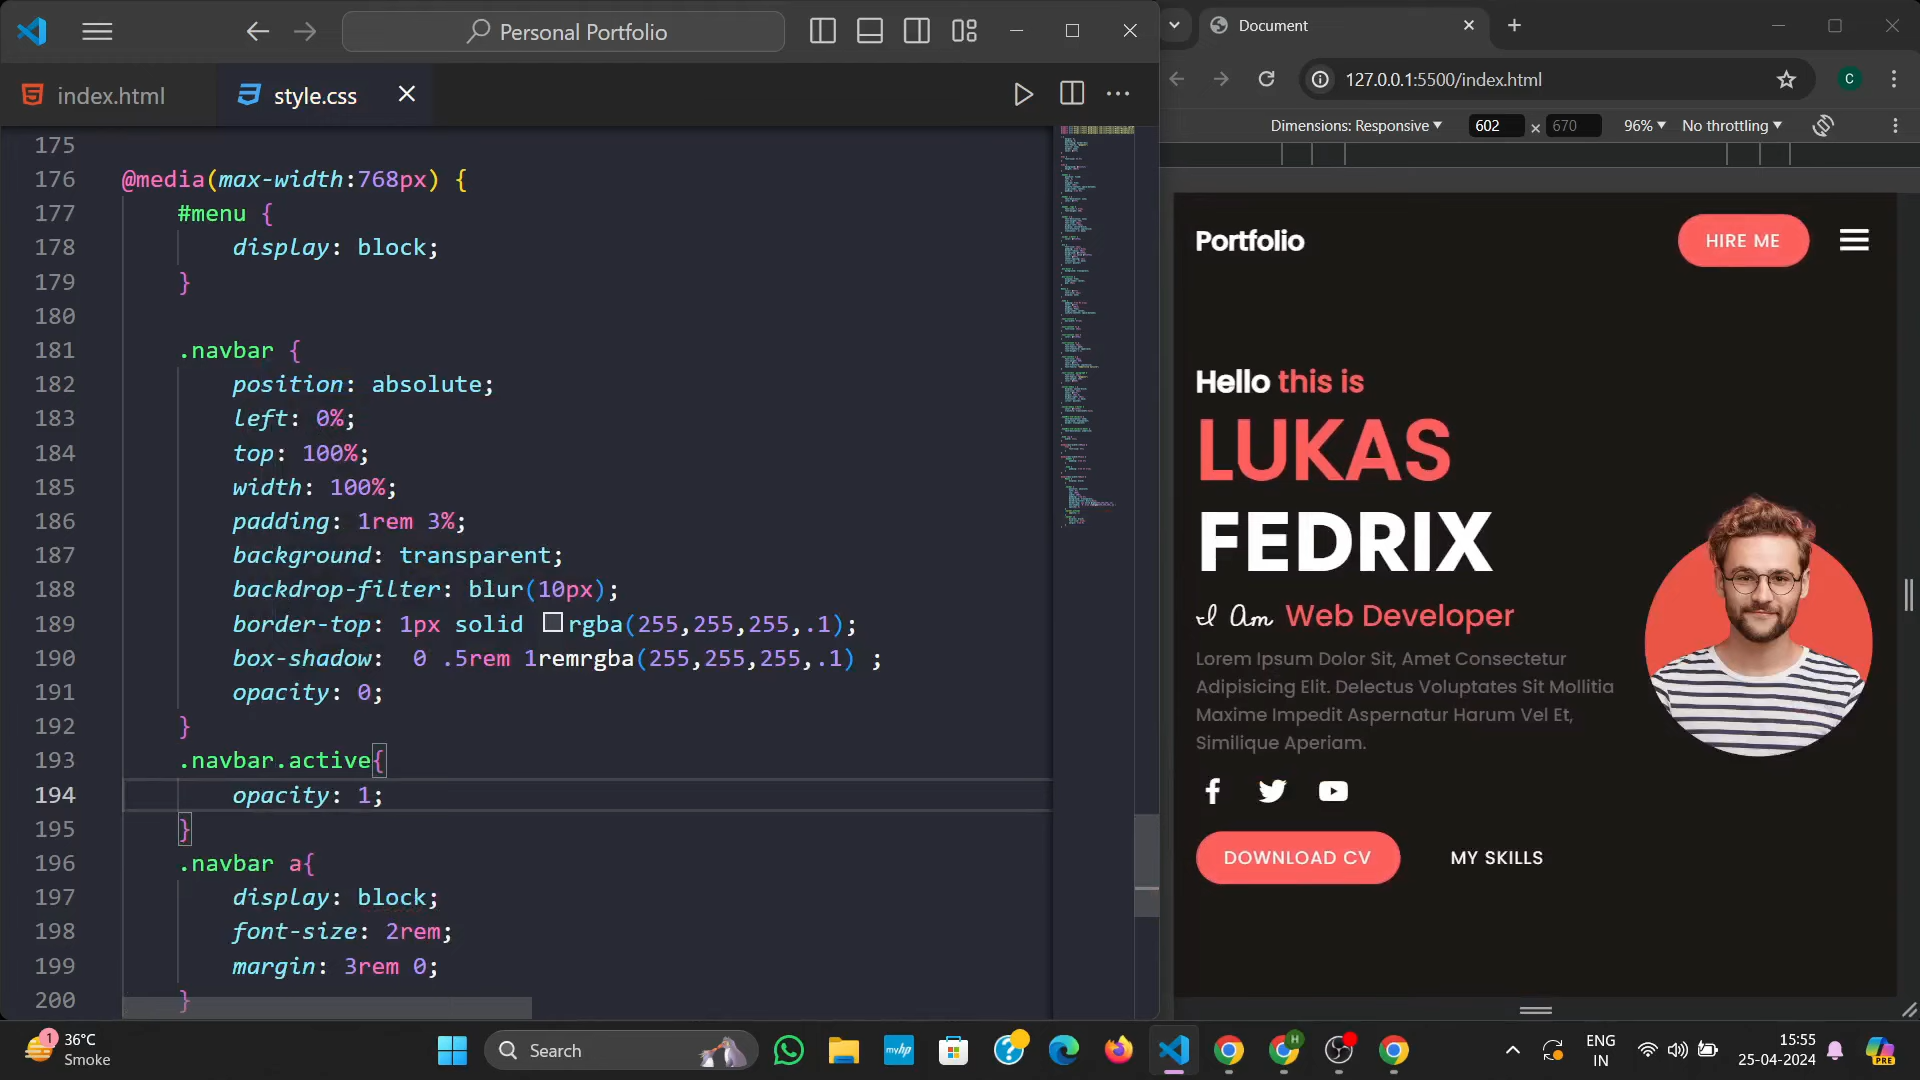 Personal Portfolio
index.html
style.css
175
176 @media(max-width:768px) {
177 #menu {
178 display: block;
179 }
180
181 .navbar {
182 position: absolute;
183 left: 0%;
184 top: 100%;
185 width: 100%;
186 padding: 1rem 3%;
187 background: transparent;
188 backdrop-filter: blur(10px);
189 border-top: 1px solid rgba(255,255,255,.1);
190 box-shadow:  0 .5rem 1remrgba(255,255,255,.1) ;
191 opacity: 0;
192 }
193 .navbar.active{
194 opacity: 1;
195 }
196 .navbar a{
197 display: block;
198 font-size: 2rem;
199 margin: 3rem 0;
200 }
Document
127.0.0.1:5500/index.html
C
Dimensions: Responsive
602 × 670
96%
No throttling
Portfolio
HIRE ME
Hello this is
LUKAS
FEDRIX
I Am Web Developer
Lorem Ipsum Dolor Sit, Amet Consectetur
Adipisicing Elit. Delectus Voluptates Sit Mollitia
Maxime Impedit Aspernatur Harum Vel Et,
Similique Aperiam.
DOWNLOAD CV
MY SKILLS
1
36°C
Smoke
Search
myhp
H
ENG
IN
15:55
25-04-2024
PRE